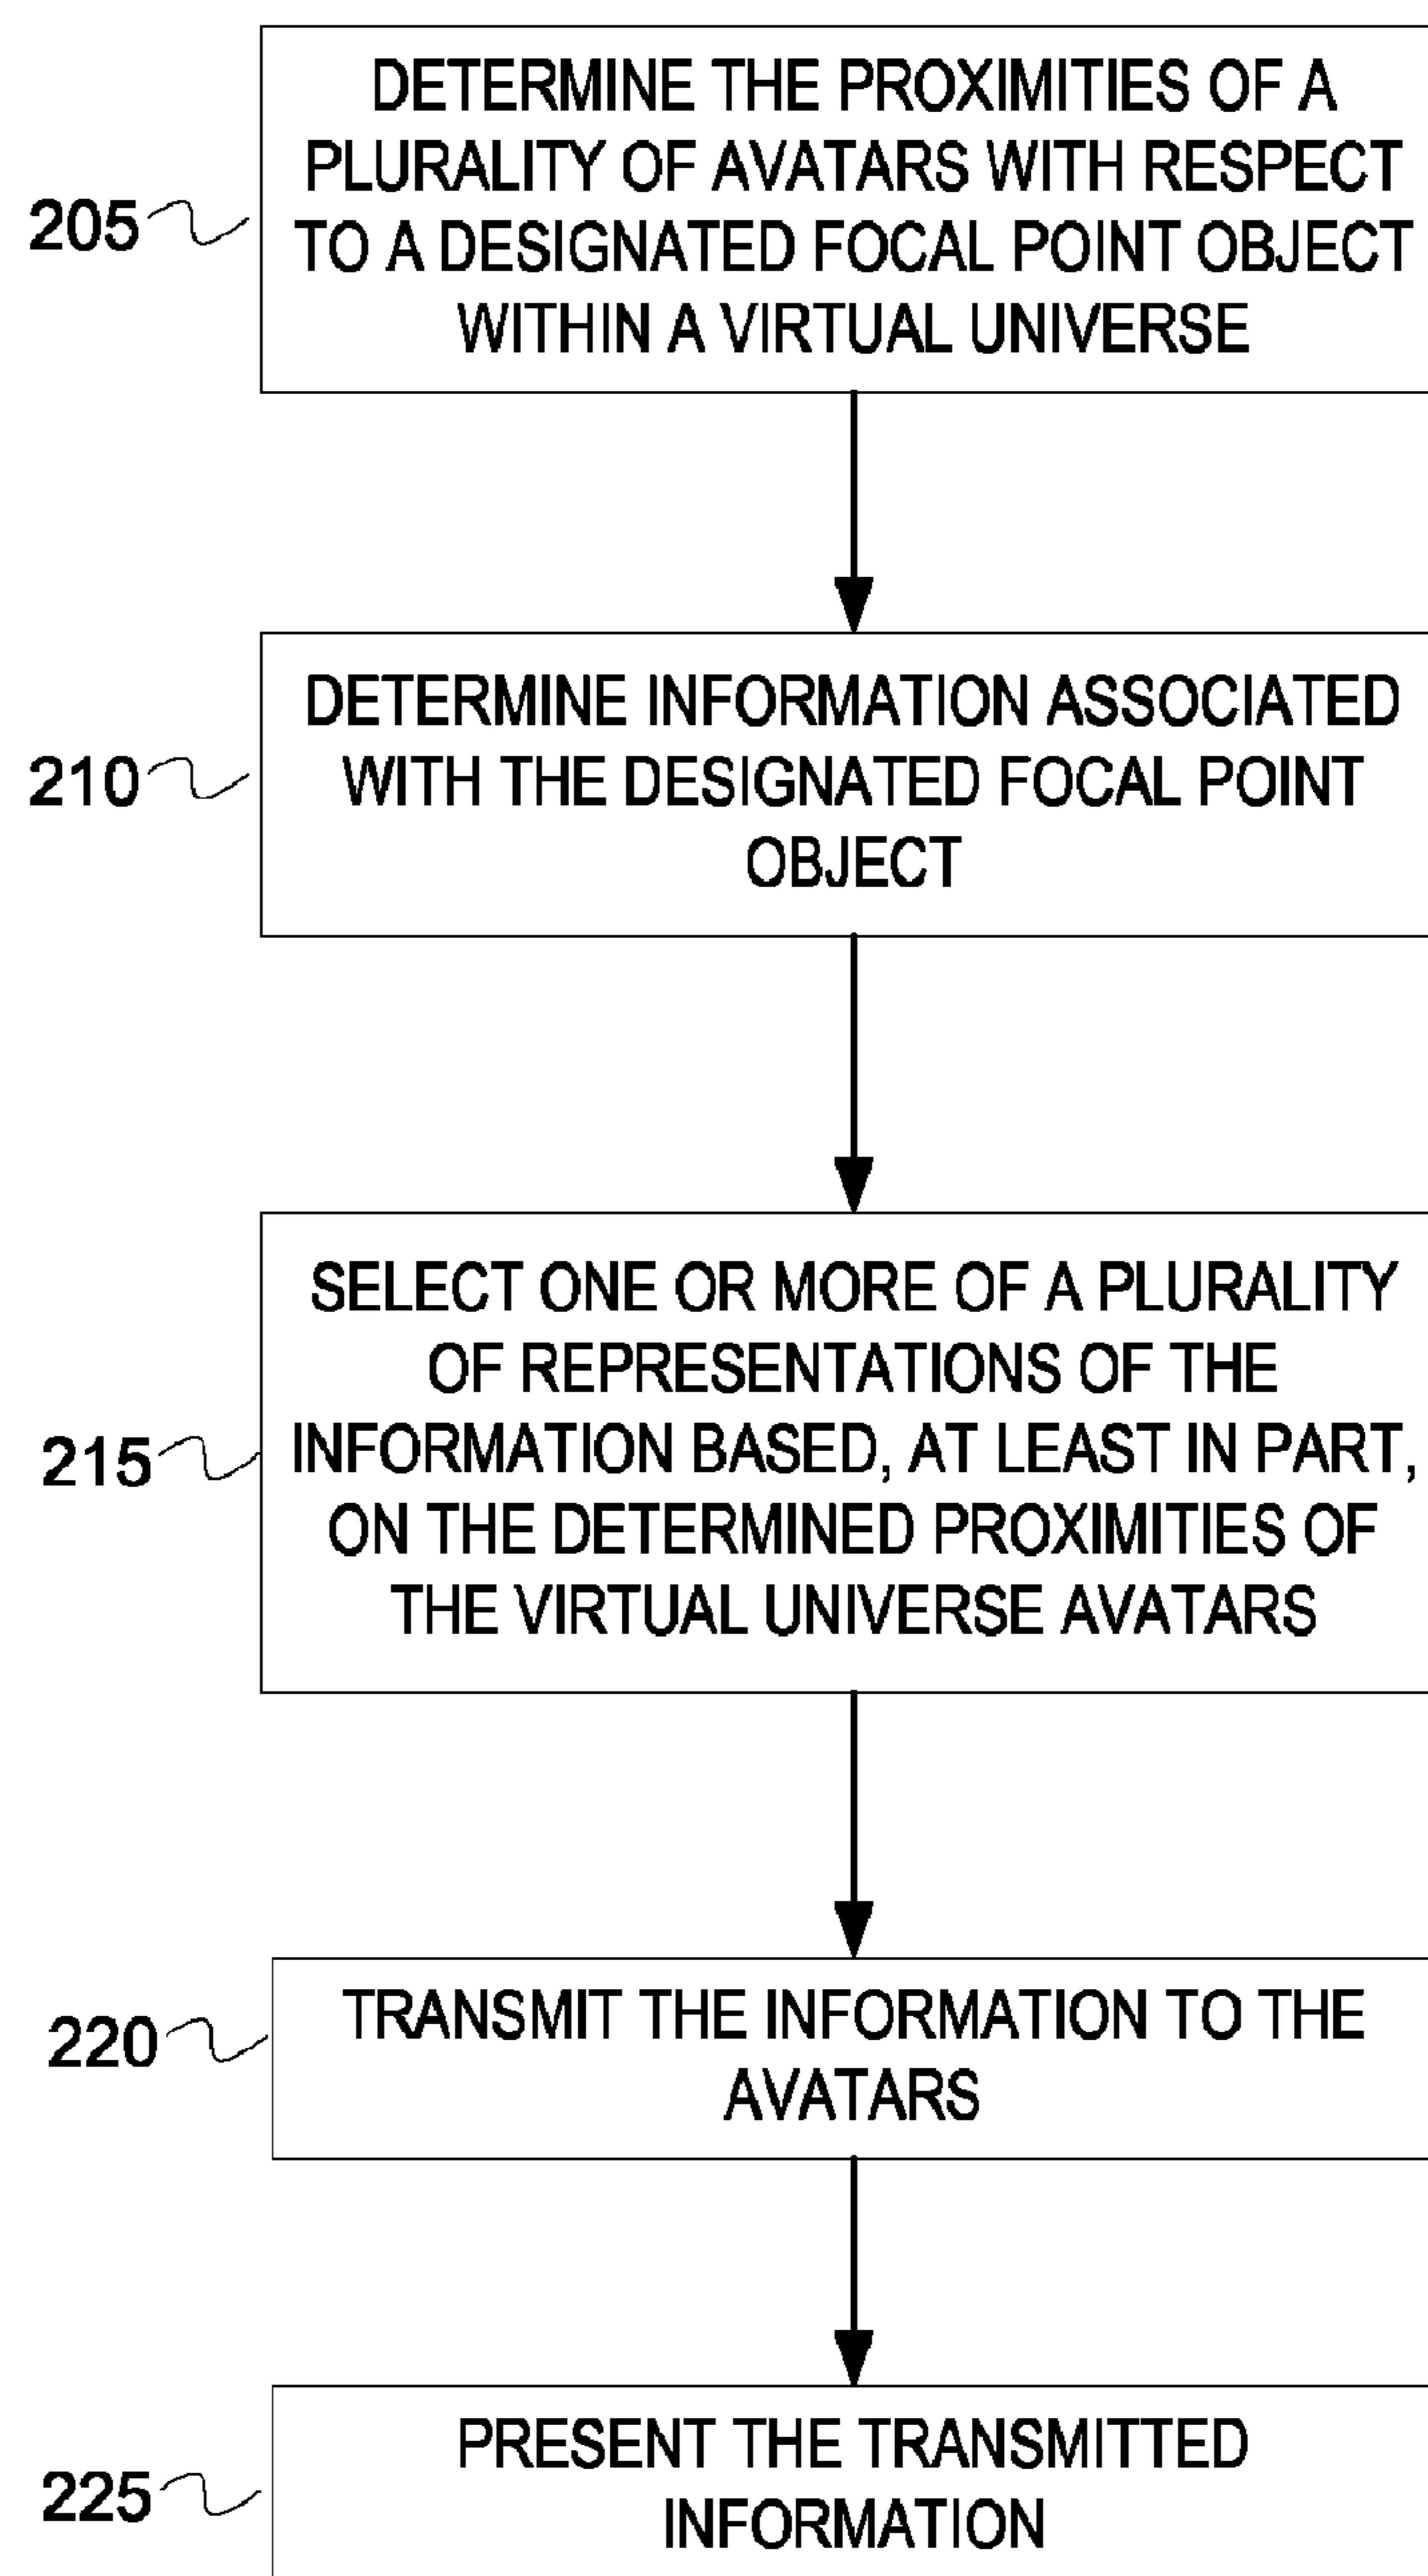 DETERMINE THE PROXIMITIES OF A
PLURALITY OF AVATARS WITH RESPECT
205
TO A DESIGNATED FOCAL POINT OBJECT
WITHIN A VIRTUAL UNIVERSE
DETERMINE INFORMATION ASSOCIATED
210
WITH THE DESIGNATED FOCAL POINT
OBJECT
SELECT ONE OR MORE OF A PLURALITY
OF REPRESENTATIONS OF THE
215
INFORMATION BASED, AT LEAST IN PART,
ON THE DETERMINED PROXIMITIES OF
THE VIRTUAL UNIVERSE AVATARS
220
TRANSMIT THE INFORMATION TO THE
AVATARS
225
PRESENT THE TRANSMITTED
INFORMATION